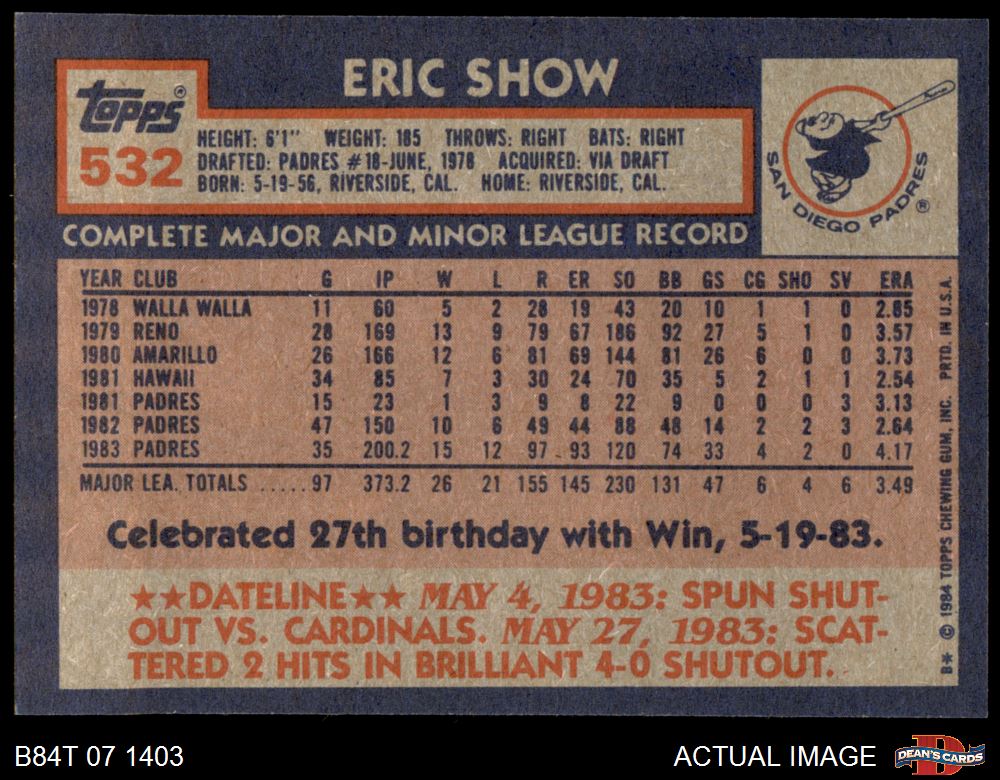 ERIC SHOW
TOPPS®
532
HEIGHT: 6'1" WEIGHT: 185 THROWS: RIGHT BATS: RIGHT
DRAFTED: PADRES #18-JUNE, 1978 ACQUIRED: VIA DRAFT
BORN: 5-19-56, RIVERSIDE, CAL. HOME: RIVERSIDE, CAL.
SAN DIEGO PADRES ®
COMPLETE MAJOR AND MINOR LEAGUE RECORD
YEAR CLUB G IP W L R ER SO BB GS CG SHO SV ERA
1978 WALLA WALLA 11 60 5 2 28 19 43 20 10 1 1 0 2.85
1979 RENO 28 169 13 9 79 67 186 92 27 5 1 0 3.57
1980 AMARILLO 26 166 12 6 81 69 144 81 26 6 0 0 3.73
1981 HAWAII 34 85 7 3 30 24 70 35 5 2 1 1 2.54
1981 PADRES 15 23 1 3 9 8 22 9 0 0 0 3 3.13
1982 PADRES 47 150 10 6 49 44 88 48 14 2 2 3 2.64
1983 PADRES 35 200.2 15 12 97 93 120 74 33 4 2 0 4.17
MAJOR LEA. TOTALS .....97 373.2 26 21 155 145 230 131 47 6 4 6 3.49
Celebrated 27th birthday with Win, 5-19-83.
★★DATELINE★★ MAY 4, 1983: SPUN SHUT-
OUT VS. CARDINALS. MAY 27, 1983: SCAT-
TERED 2 HITS IN BRILLIANT 4-0 SHUTOUT.
B* © 1984 TOPPS CHEWING GUM, INC. PRTD. IN U.S.A.
B84T 07 1403
ACTUAL IMAGE
DEAN'S CARDS